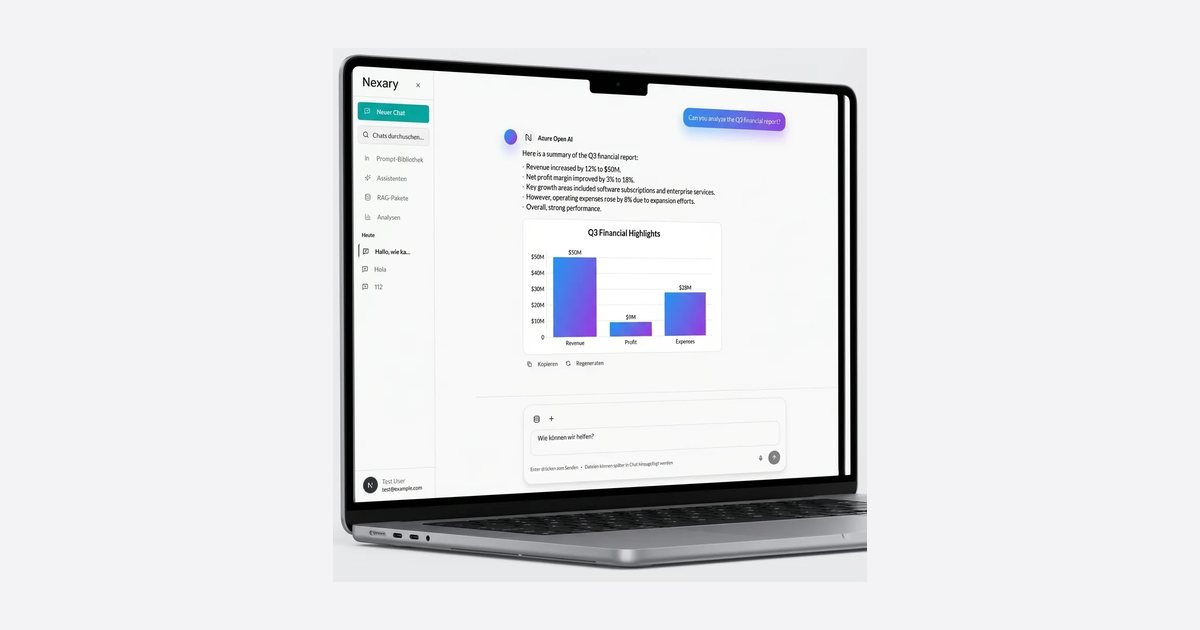 Nexary
Neuer Chat
Chats durchuschen...
Prompt-Bibliothek
Assistenten
RAG-Pakete
Analysen
Heute
Hallo, wie ka...
Hola
112
Test User
test@example.com
N
Can you analyze the Q3 financial report?
Azure Open AI
Here is a summary of the Q3 financial report:
· Revenue increased by 12% to $50M.
· Net profit margin improved by 3% to 18%.
· Key growth areas included software subscriptions and enterprise services.
· However, operating expenses rose by 8% due to expansion efforts.
· Overall, strong performance.
Q3 Financial Highlights
$50M
$40M
$30M
$20M
$10M
0
$50M
$9M
$28M
Revenue
Profit
Expenses
Kopieren
Regeneraten
Wie können wir helfen?
Enter drücken zom Senden • Dateien können später in Chat hinzugefügt werden